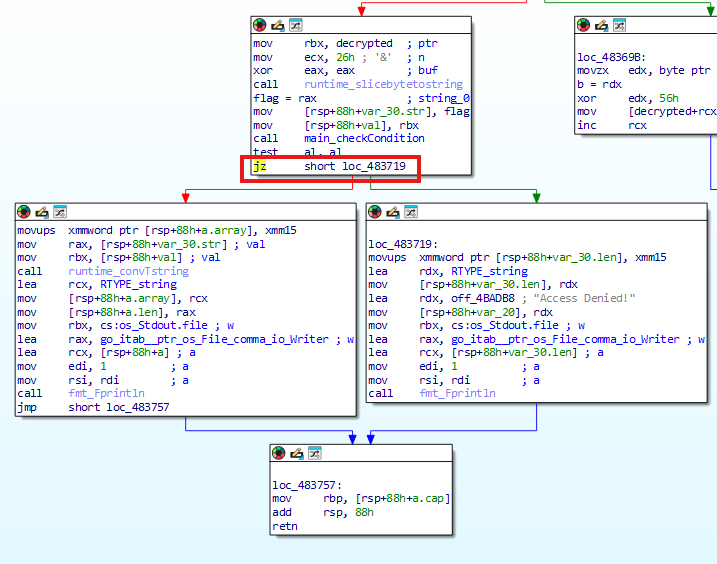 mov rbx, decrypted ; ptr
mov ecx, 26h ; '&' ; n
xor eax, eax ; buf
call runtime_slicebytetostring
flag = rax ; string_0
mov [rsp+88h+var_30.str], flag
mov [rsp+88h+val], rbx
call main_checkCondition
test al, al
jz short loc_483719
loc_48369B:
movzx edx, byte ptr
b = rdx
xor edx, 56h
mov [decrypted+rcx
inc rcx
movups xmmword ptr [rsp+88h+a.array], xmm15
mov rax, [rsp+88h+var_30.str] ; val
mov rbx, [rsp+88h+val] ; val
call runtime_convTstring
lea rcx, RTYPE_string
mov [rsp+88h+a.array], rcx
mov [rsp+88h+a.len], rax
mov rbx, cs:os_Stdout.file ; w
lea rax, go_itab__ptr_os_File_comma_io_Writer ; w
lea rcx, [rsp+88h+a] ; a
mov edi, 1 ; a
mov rsi, rdi ; a
call fmt_Fprintln
jmp short loc_483757
loc_483719:
movups xmmword ptr [rsp+88h+var_30.len], xmm15
lea rdx, RTYPE_string
mov [rsp+88h+var_30.len], rdx
lea rdx, off_4BADB8 ; "Access Denied!"
mov [rsp+88h+var_20], rdx
mov rbx, cs:os_Stdout.file ; w
lea rax, go_itab__ptr_os_File_comma_io_Writer ; w
lea rcx, [rsp+88h+var_30.len] ; a
mov edi, 1 ; a
mov rsi, rdi ; a
call fmt_Fprintln
loc_483757:
mov rbp, [rsp+88h+a.cap]
add rsp, 88h
retn